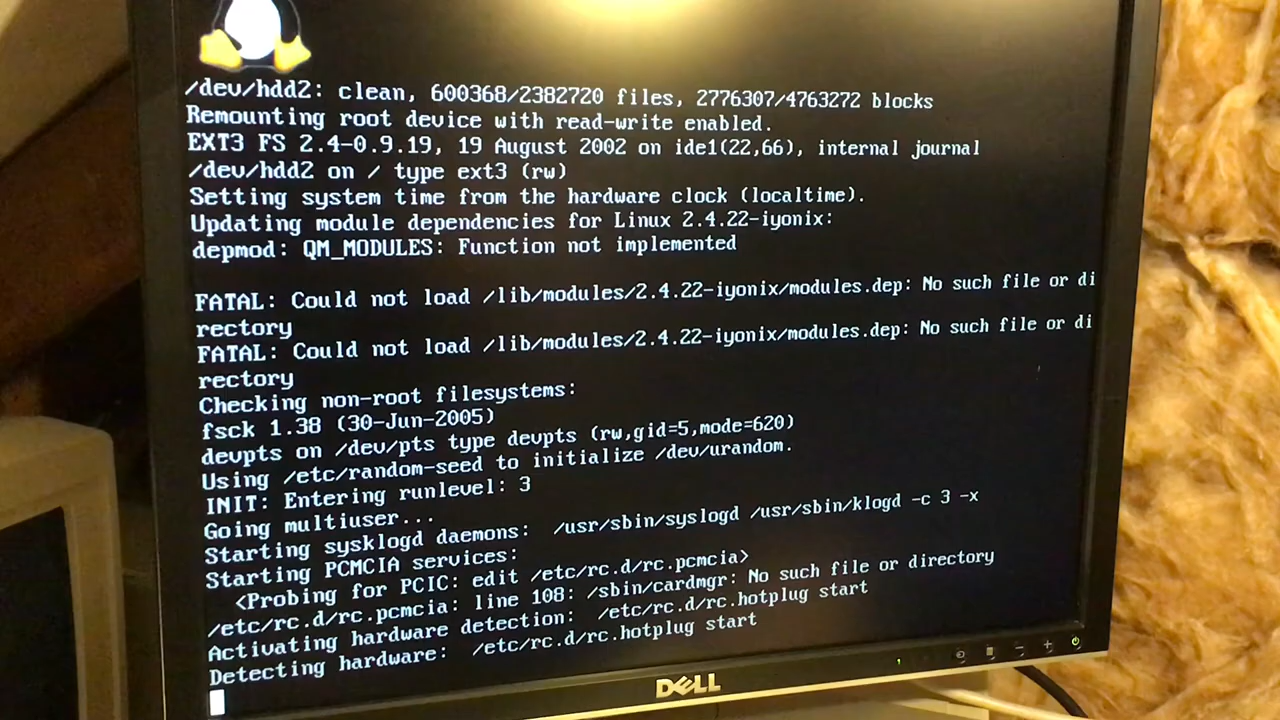 /dev/hdd2: clean, 600368/2382720 files, 2776307/4763272 blocks
Remounting root device with read-write enabled.
EXT3 FS 2.4-0.9.19, 19 August 2002 on ide1(22,66), internal journal
/dev/hdd2 on / type ext3 (rw)
Setting system time from the hardware clock (localtime).
Updating module dependencies for Linux 2.4.22-iyonix:
depmod: QM_MODULES: Function not implemented
FATAL: Could not load /lib/modules/2.4.22-iyonix/modules.dep: No such file or di
rectory
FATAL: Could not load /lib/modules/2.4.22-iyonix/modules.dep: No such file or di
rectory
Checking non-root filesystems:
fsck 1.38 (30-Jun-2005)
devpts on /dev/pts type devpts (rw,gid=5,mode=620)
Using /etc/random-seed to initialize /dev/urandom.
INIT: Entering runlevel: 3
Going multiuser...
Starting sysklogd daemons:  /usr/sbin/syslogd /usr/sbin/klogd -c 3 -x
Starting PCMCIA services:
  <Probing for PCIC: edit /etc/rc.d/rc.pcmcia>
/etc/rc.d/rc.pcmcia: line 108: /sbin/cardmgr: No such file or directory
Activating hardware detection:  /etc/rc.d/rc.hotplug start
Detecting hardware:  /etc/rc.d/rc.hotplug start
DELL